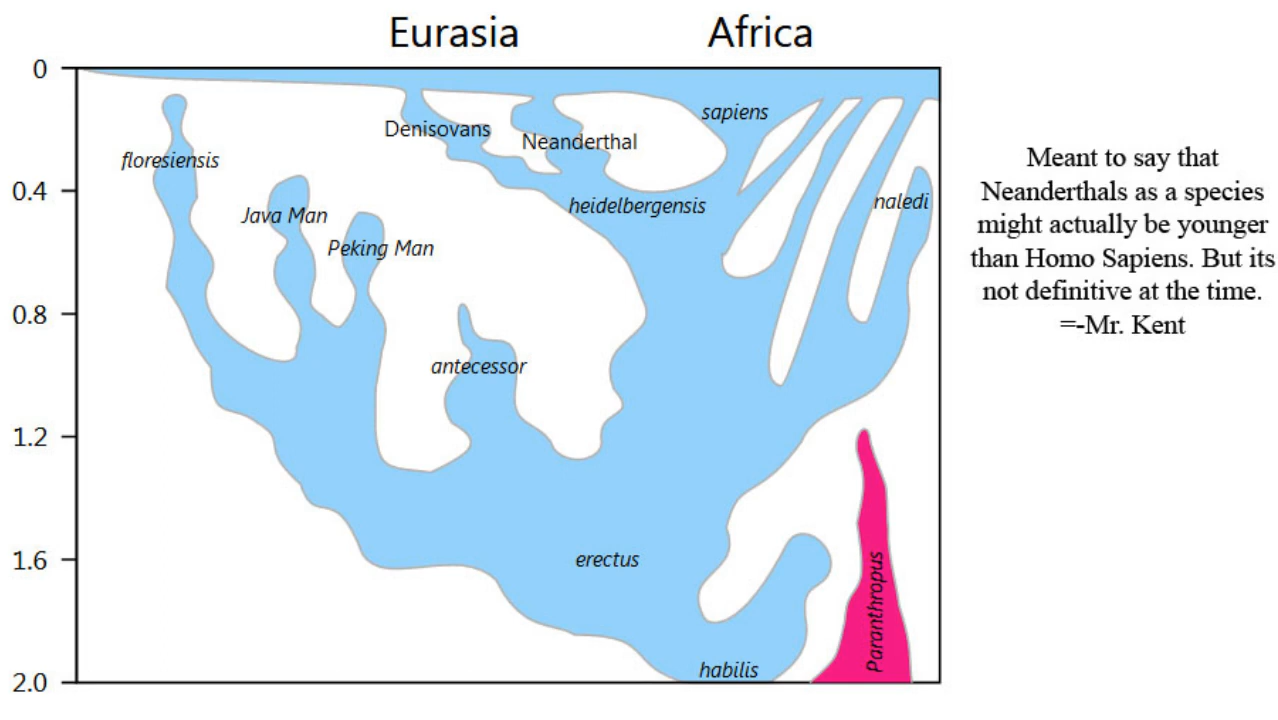 Eurasia
Africa
0
0.4
0.8
1.2
1.6
2.0
sapiens
Denisovans
Neanderthal
floresiensis
naledi
heidelbergensis
Java Man
Peking Man
antecessor
erectus
Paranthropus
habilis
Meant to say that
Neanderthals as a species
might actually be younger
than Homo Sapiens. But its
not definitive at the time.
=-Mr. Kent